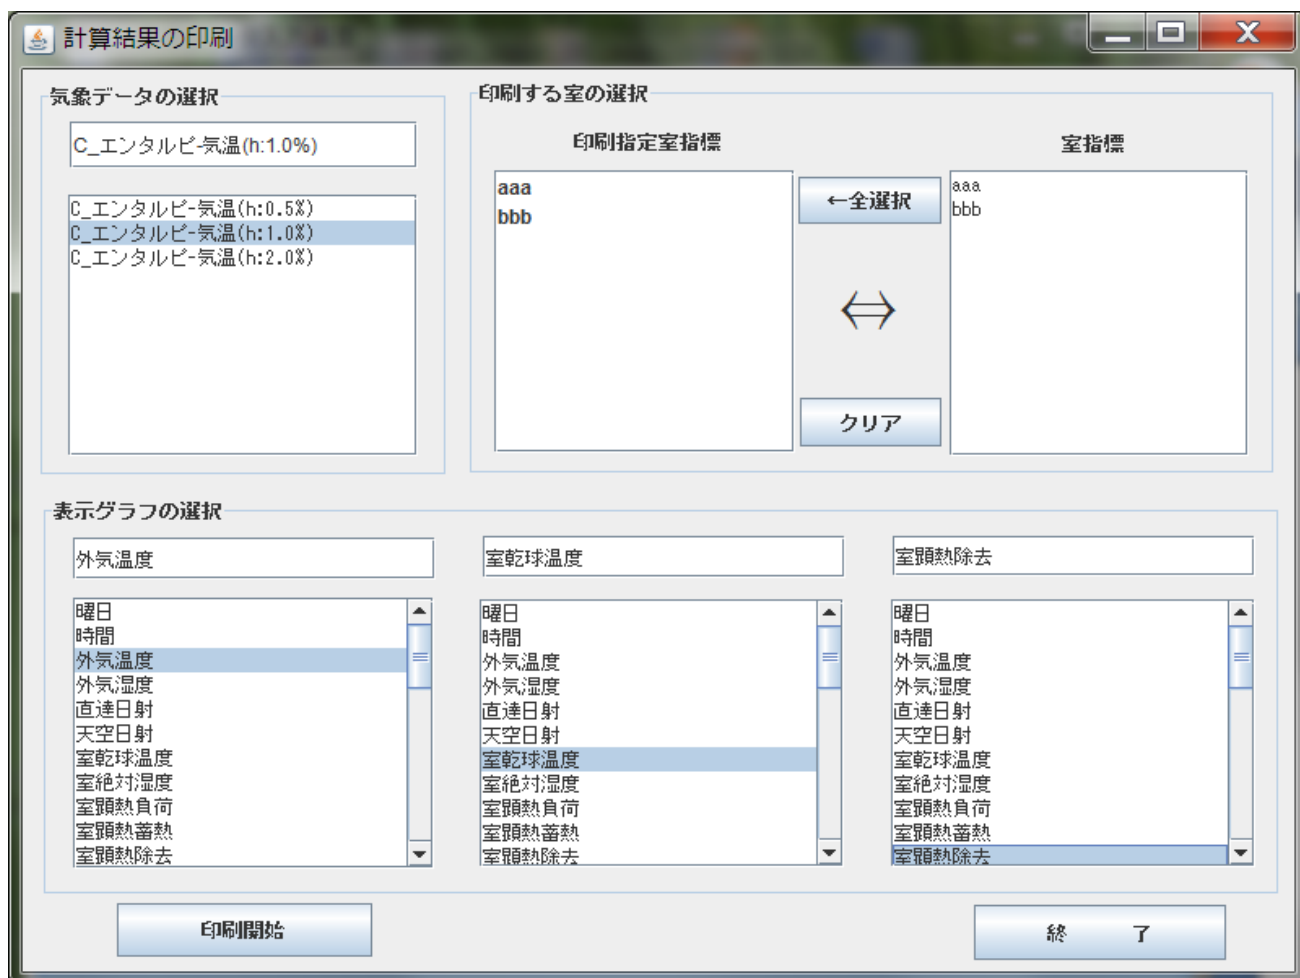 計算結果の印刷
気象データの選択
C_エンタルピ-気温(h:1.0%)
C_エンタルピ-気温(h:0.5%)
C_エンタルピ-気温(h:1.0%)
C_エンタルピ-気温(h:2.0%)
印刷する室の選択
印刷指定室指標
aaa
bbb
←全選択
⇔
クリア
室指標
aaa
bbb
表示グラフの選択
外気温度
曜日
時間
外気温度
外気湿度
直達日射
天空日射
室乾球温度
室絶対湿度
室顕熱負荷
室顕熱蓄熱
室顕熱除去
室乾球温度
曜日
時間
外気温度
外気湿度
直達日射
天空日射
室乾球温度
室絶対湿度
室顕熱負荷
室顕熱蓄熱
室顕熱除去
室顕熱除去
曜日
時間
外気温度
外気湿度
直達日射
天空日射
室乾球温度
室絶対湿度
室顕熱負荷
室顕熱蓄熱
室顕熱除去
印刷開始
終 了